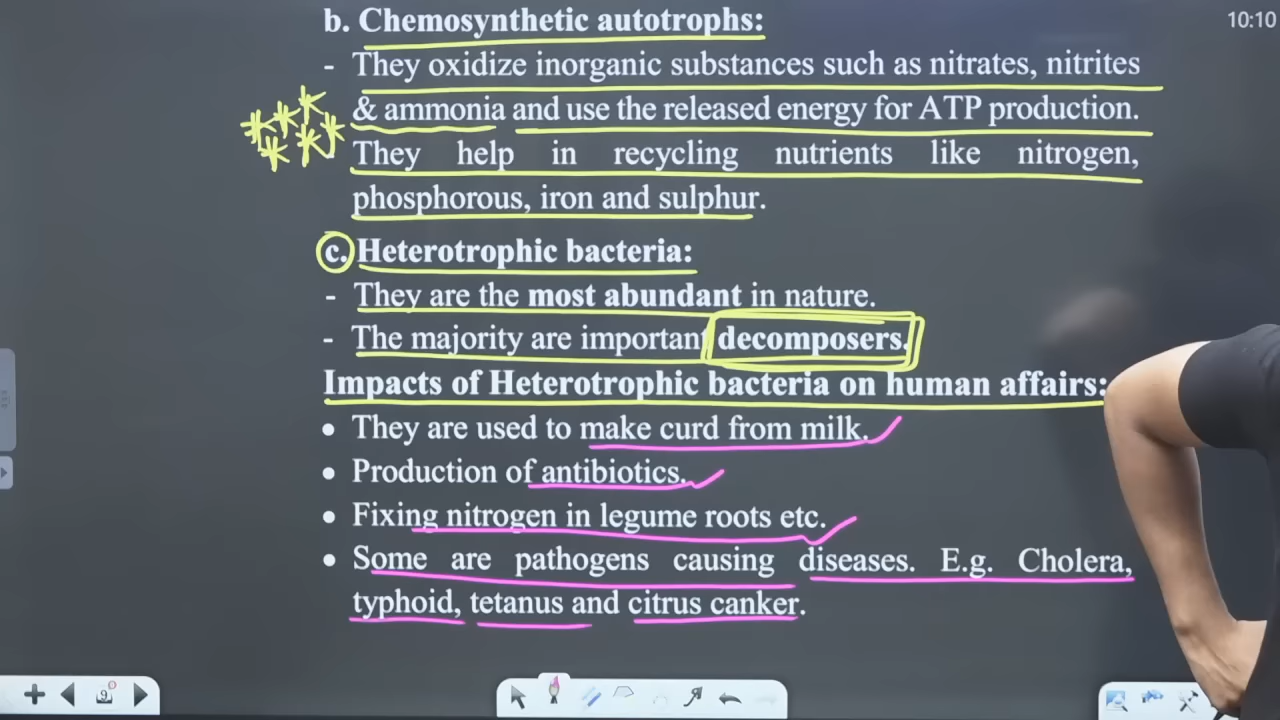 10:10
b. Chemosynthetic autotrophs:
- They oxidize inorganic substances such as nitrates, nitrites
& ammonia and use the released energy for ATP production.
They help in recycling nutrients like nitrogen,
phosphorous, iron and sulphur.
c. Heterotrophic bacteria:
- They are the most abundant in nature.
- The majority are important decomposers.
Impacts of Heterotrophic bacteria on human affairs:
• They are used to make curd from milk.
• Production of antibiotics.
• Fixing nitrogen in legume roots etc.
• Some are pathogens causing diseases. E.g. Cholera,
typhoid, tetanus and citrus canker.
9